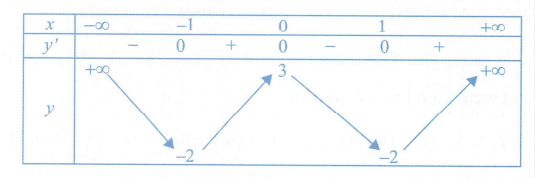 x −∞ −1 0 1 +∞
y' − 0 + 0 − 0 +
+∞ 3 +∞
y
−2 −2